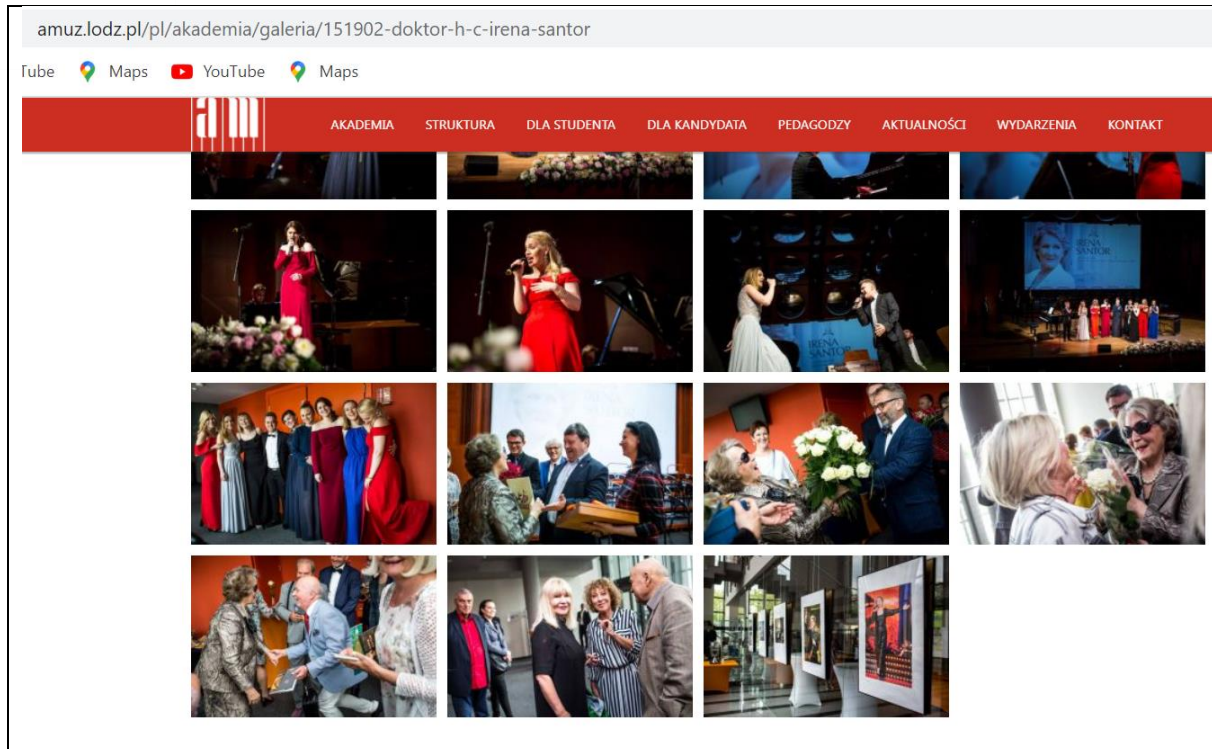 amuz.lodz.pl/pl/akademia/galeria/151902-doktor-h-c-irena-santor
Tube Maps YouTube Maps
am AKADEMIA STRUKTURA DLA STUDENTA DLA KANDYDATA PEDAGODZY AKTUALNOŚCI WYDARZENIA KONTAKT
IRENA
SANTOR
IRENA
SANTOR